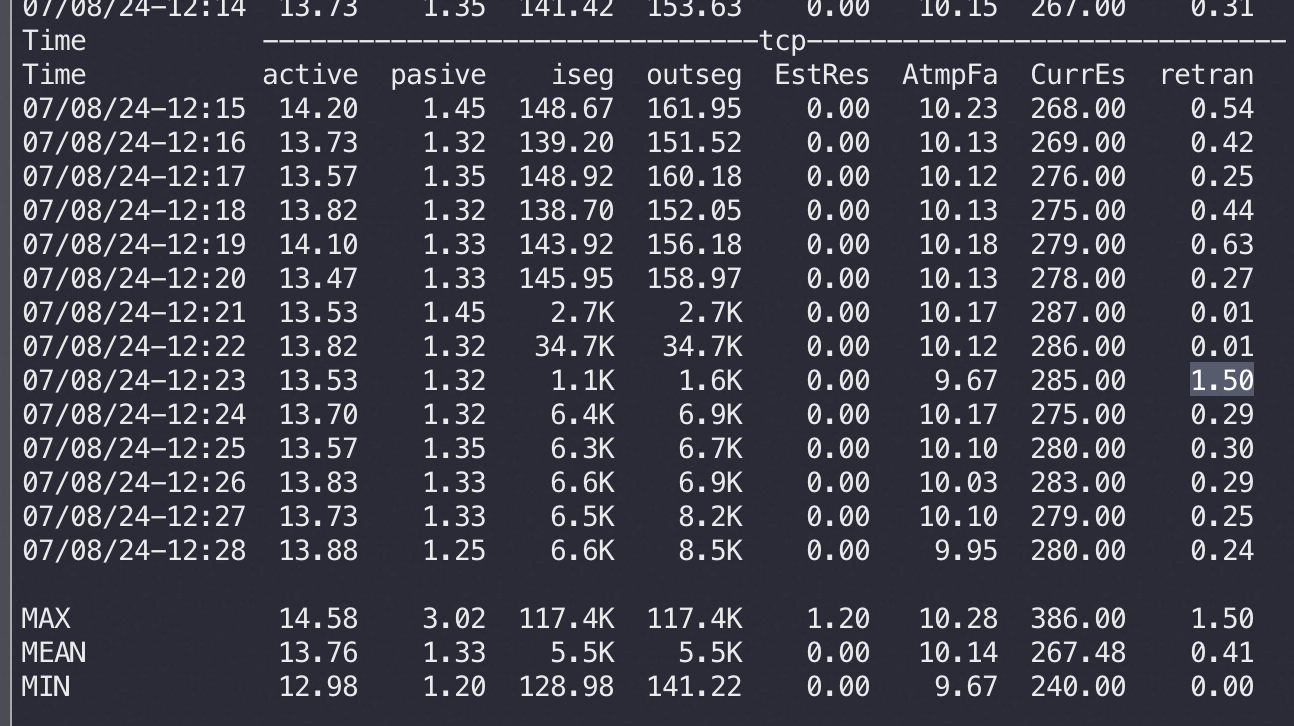 07/08/24-12:14 13.73 1.35 141.42 153.63 0.00 10.15 267.00 0.31
Time -------------------------------tcp------------------------------
Time active pasive iseg outseg EstRes AtmpFa CurrEs retran
07/08/24-12:15 14.20 1.45 148.67 161.95 0.00 10.23 268.00 0.54
07/08/24-12:16 13.73 1.32 139.20 151.52 0.00 10.13 269.00 0.42
07/08/24-12:17 13.57 1.35 148.92 160.18 0.00 10.12 276.00 0.25
07/08/24-12:18 13.82 1.32 138.70 152.05 0.00 10.13 275.00 0.44
07/08/24-12:19 14.10 1.33 143.92 156.18 0.00 10.18 279.00 0.63
07/08/24-12:20 13.47 1.33 145.95 158.97 0.00 10.13 278.00 0.27
07/08/24-12:21 13.53 1.45 2.7K 2.7K 0.00 10.17 287.00 0.01
07/08/24-12:22 13.82 1.32 34.7K 34.7K 0.00 10.12 286.00 0.01
07/08/24-12:23 13.53 1.32 1.1K 1.6K 0.00 9.67 285.00 1.50
07/08/24-12:24 13.70 1.32 6.4K 6.9K 0.00 10.17 275.00 0.29
07/08/24-12:25 13.57 1.35 6.3K 6.7K 0.00 10.10 280.00 0.30
07/08/24-12:26 13.83 1.33 6.6K 6.9K 0.00 10.03 283.00 0.29
07/08/24-12:27 13.73 1.33 6.5K 8.2K 0.00 10.10 279.00 0.25
07/08/24-12:28 13.88 1.25 6.6K 8.5K 0.00 9.95 280.00 0.24
MAX 14.58 3.02 117.4K 117.4K 1.20 10.28 386.00 1.50
MEAN 13.76 1.33 5.5K 5.5K 0.00 10.14 267.48 0.41
MIN 12.98 1.20 128.98 141.22 0.00 9.67 240.00 0.00